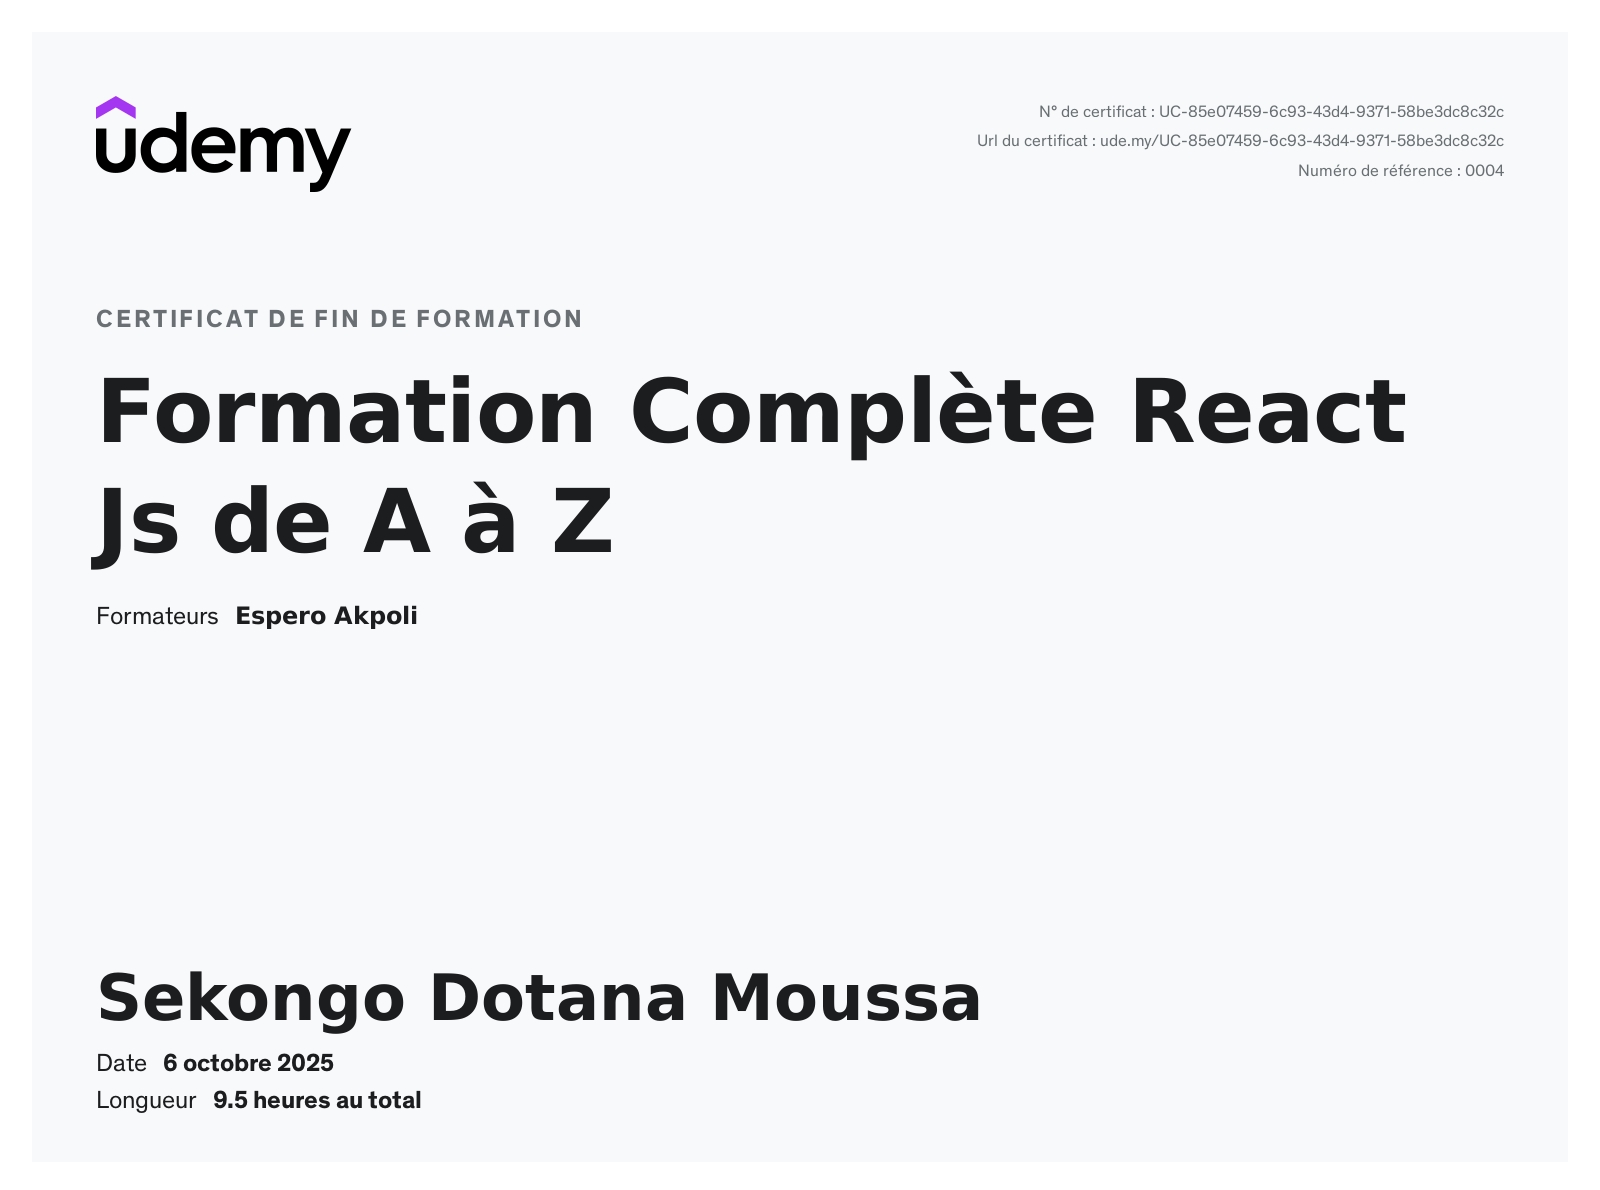 udemy
N° de certificat : UC-85e07459-6c93-43d4-9371-58be3dc8c32c
Url du certificat : ude.my/UC-85e07459-6c93-43d4-9371-58be3dc8c32c
Numéro de référence : 0004
CERTIFICAT DE FIN DE FORMATION
Formation Complète React
Js de A à Z
Formateurs Espero Akpoli
Sekongo Dotana Moussa
Date 6 octobre 2025
Longueur 9.5 heures au total